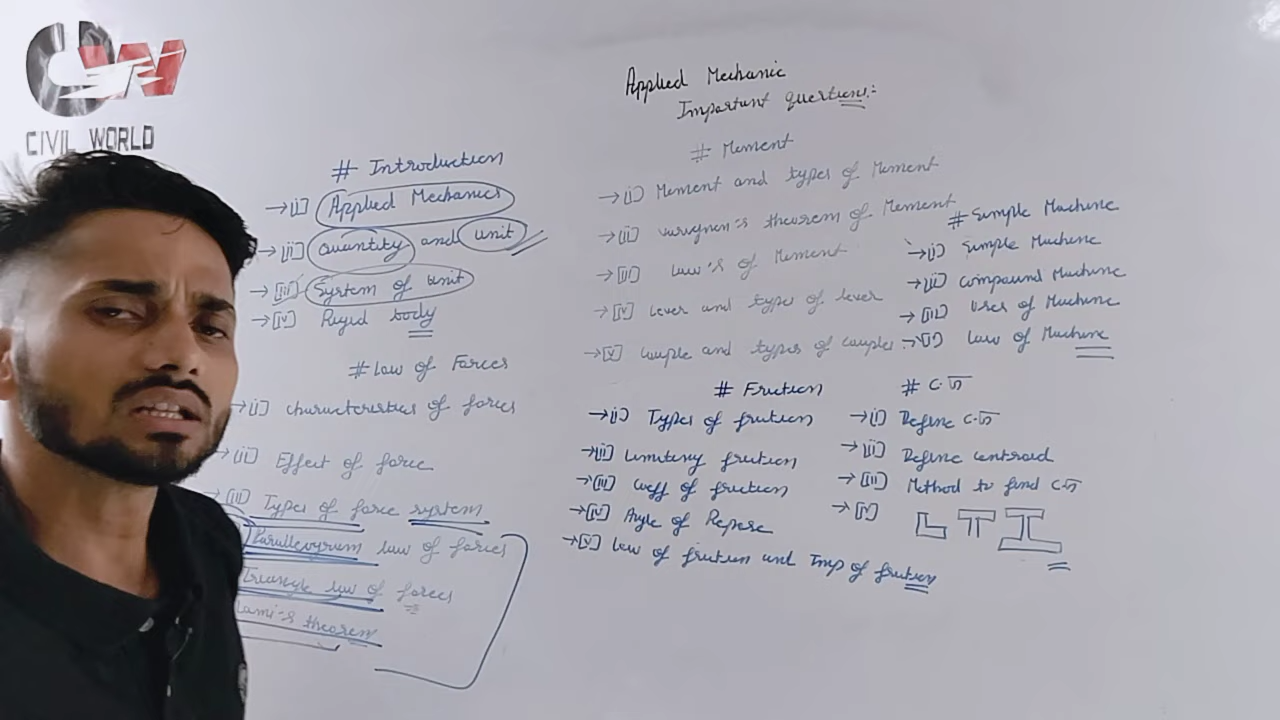 CW
CIVIL WORLD
Applied Mechanic
Important questions:-
# Introduction
→ [i] Applied Mechanics
→ [ii] Quantity and unit
→ [iii] System of unit
→ [iv] Rigid body
# Law of Forces
→ [i] characteristics of forces
→ [ii] Effect of force
→ [iii] Types of force system
Parallelogram law of forces
Triangle law of forces
Lami's theorem
# Moment
→ [i] Moment and types of Moment
→ [ii] varignon's theorem of Moment
→ [iii] law's of Moment
→ [iv] Lever and types of lever
→ [v] couple and types of couples
# Simple Machine
→ [i] Simple Machine
→ [ii] compound Machine
→ [iii] Uses of Machine
→ [iv] law of Machine
# Friction
→ [i] Types of friction
→ [ii] Limiting friction
→ [iii] coeff of friction
→ [iv] Angle of Repose
→ [v] law of friction and Imp of friction
# C.G
→ [i] Define C.G
→ [ii] Define centroid
→ [iii] Method to find C.G
→ [iv]